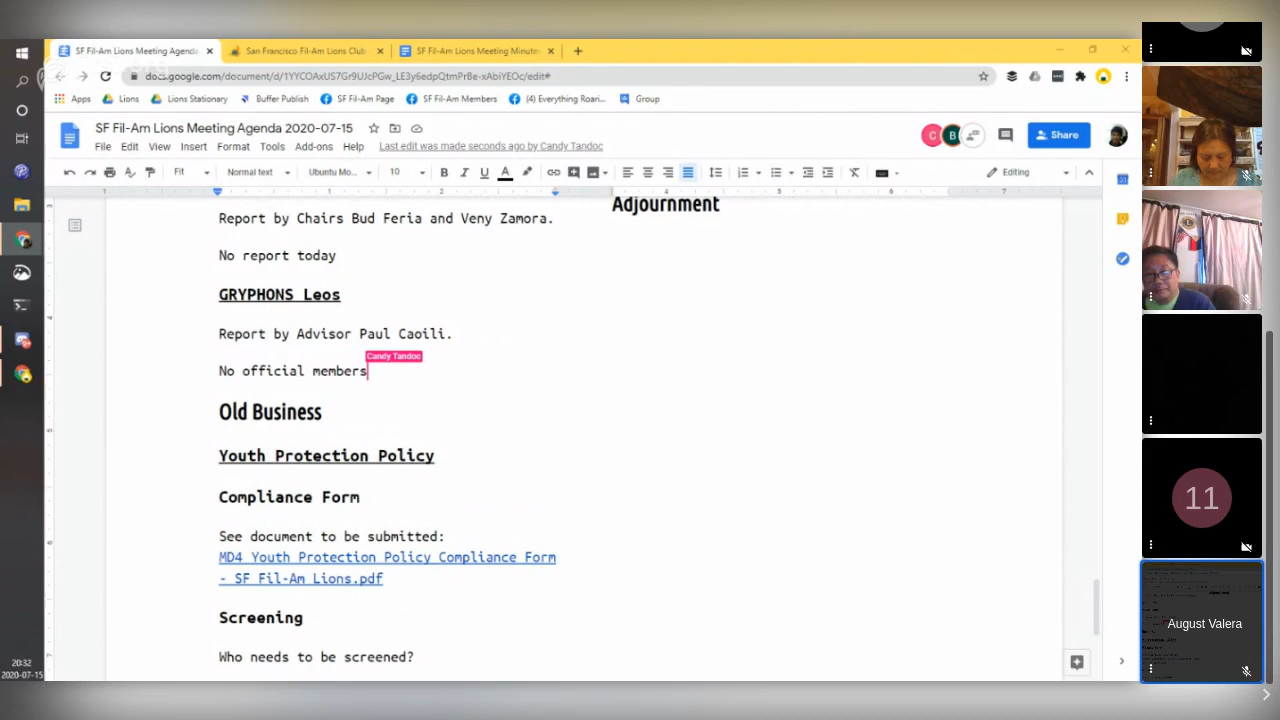 SF Fil-Am Lions Meeting Agenda
San Francisco Fil-Am Lions Club
SF Fil-Am Lions Meeting Minutes
docs.google.com/document/d/1YYCOAxUS7Gr9UJcPGw_LE3y6edpQtmPrBe-xAbiYEOc/edit#
Apps
Lions
Lions Stationary
Buffer Publish
SF Fil-Am Page
SF Fil-Am Members
(4) Everything Roari...
Group
SF Fil-Am Lions Meeting Agenda 2020-07-15
File Edit View Insert Format Tools Add-ons Help
Last edit was made seconds ago by Candy Tandoc
C
B
Share
Fit
Normal text
Ubuntu Mo...
10
B I U A
Editing
Report by Chairs Bud Feria and Veny Zamora.
No report today
GRYPHONS Leos
Report by Advisor Paul Caoili.
Candy Tandoc
No official members
Old Business
Youth Protection Policy
Compliance Form
See document to be submitted:
MD4 Youth Protection Policy Compliance Form
- SF Fil-Am Lions.pdf
Screening
Who needs to be screened?
Adjournment
20:32
2020-07-15
11
August Valera